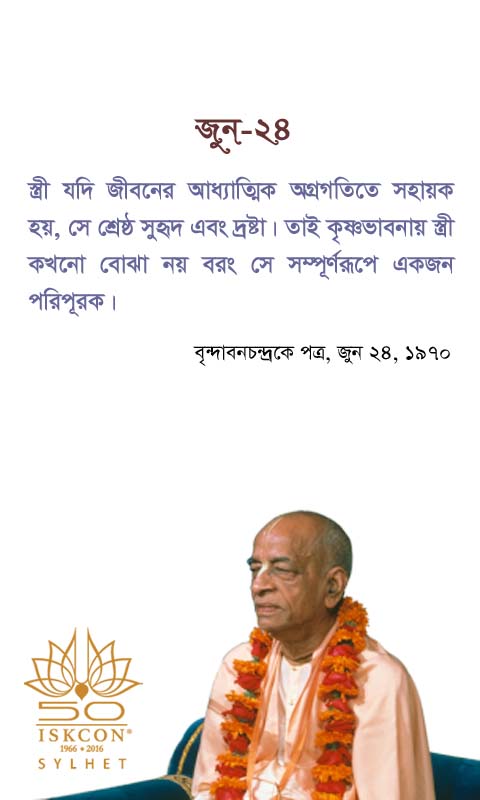 জুন-২৪
স্ত্রী যদি জীবনের আধ্যাত্মিক অগ্রগতিতে সহায়ক
হয়, সে শ্রেষ্ঠ সুহৃদ এবং দ্রষ্টা। তাই কৃষ্ণভাবনায় স্ত্রী
কখনো বোঝা নয় বরং সে সম্পূর্ণরূপে একজন
পরিপূরক।
বৃন্দাবনচন্দ্রকে পত্র, জুন ২৪, ১৯৭০
50
ISKCON®
1966 • 2016
SYLHET